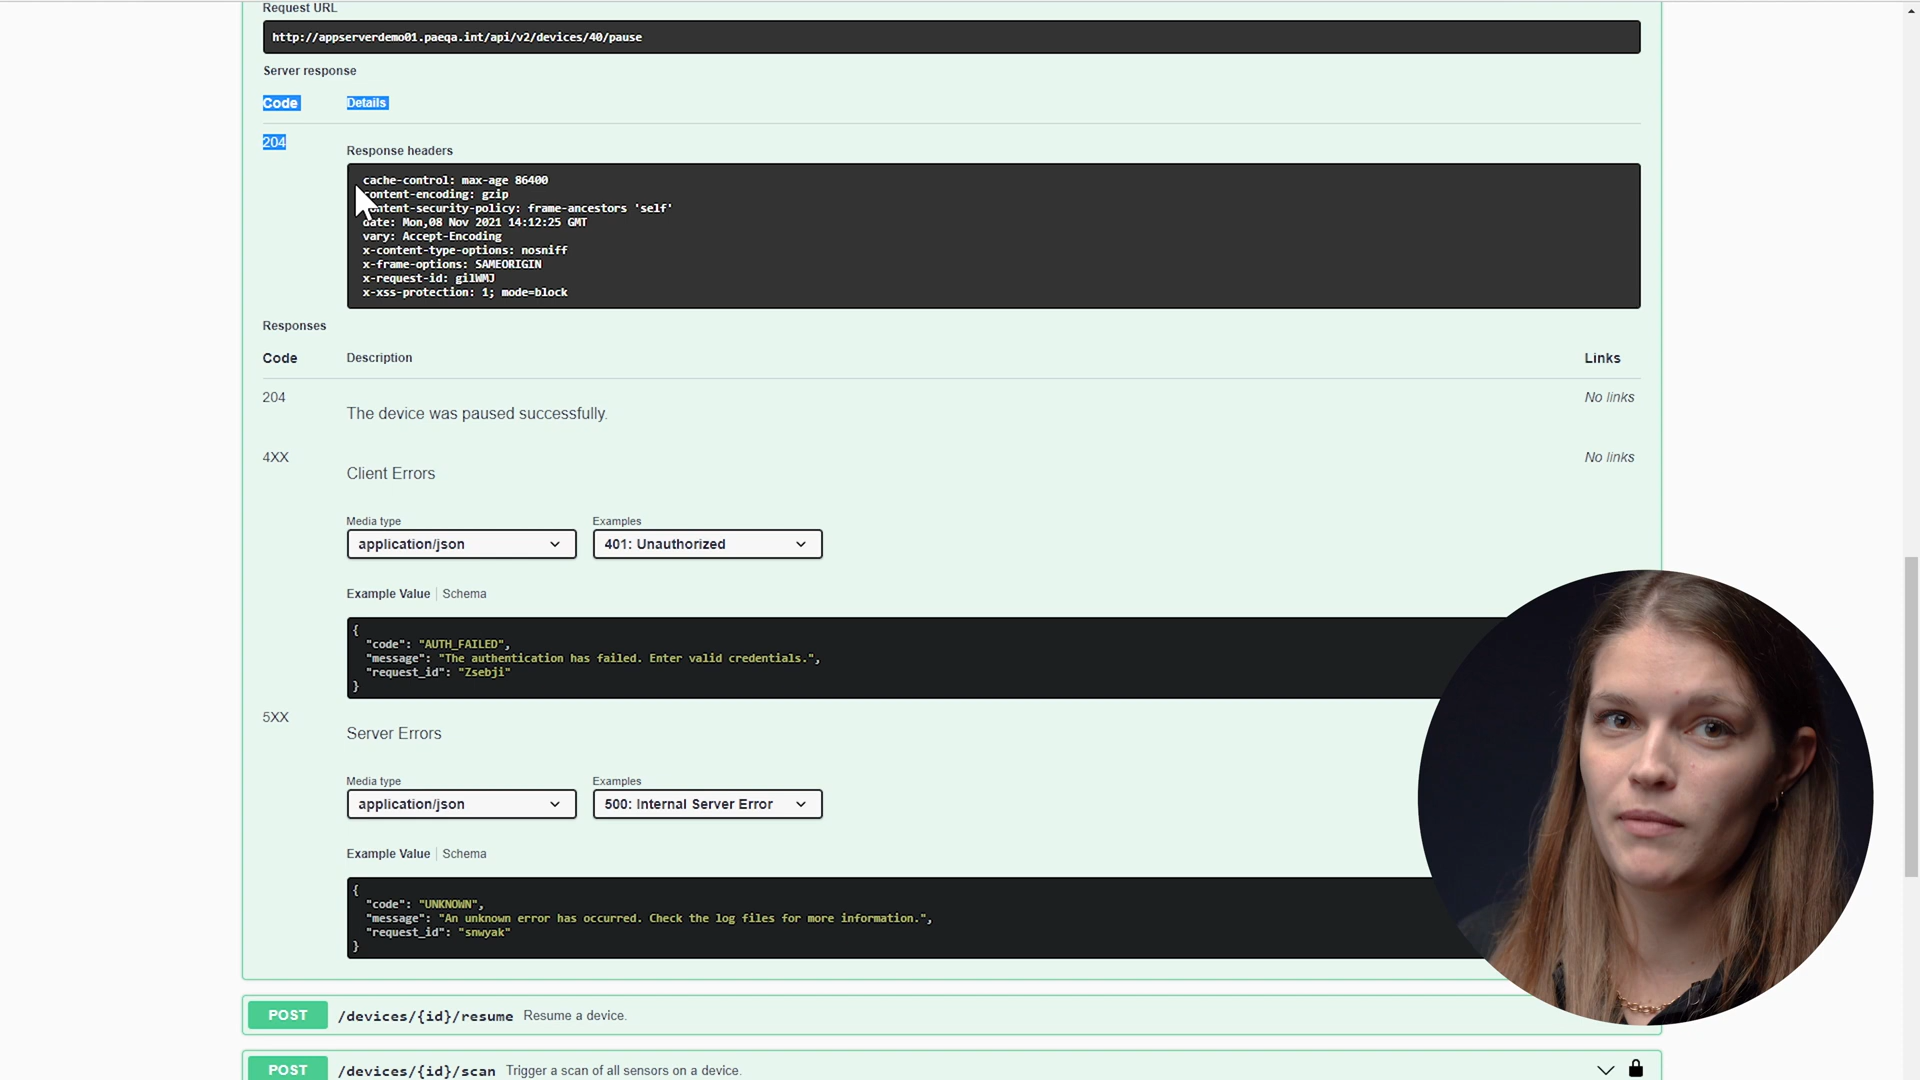 Request URL
http://appserverdemo01.paeqa.int/api/v2/devices/40/pause
Server response
Code Details
204
Response headers
cache-control: max-age 86400
content-encoding: gzip
content-security-policy: frame-ancestors 'self'
date: Mon,08 Nov 2021 14:12:25 GMT
vary: Accept-Encoding
x-content-type-options: nosniff
x-frame-options: SAMEORIGIN
x-request-id: gilWMJ
x-xss-protection: 1; mode=block
Responses
Code Description Links
204 No links
The device was paused successfully.
4XX No links
Client Errors
Media type Examples
application/json 401: Unauthorized
Example Value Schema
{
"code": "AUTH_FAILED",
"message": "The authentication has failed. Enter valid credentials.",
"request_id": "Zsebji"
}
5XX
Server Errors
Media type Examples
application/json 500: Internal Server Error
Example Value Schema
{
"code": "UNKNOWN",
"message": "An unknown error has occurred. Check the log files for more information.",
"request_id": "snwyak"
}
POST /devices/{id}/resume Resume a device.
POST /devices/{id}/scan Trigger a scan of all sensors on a device.